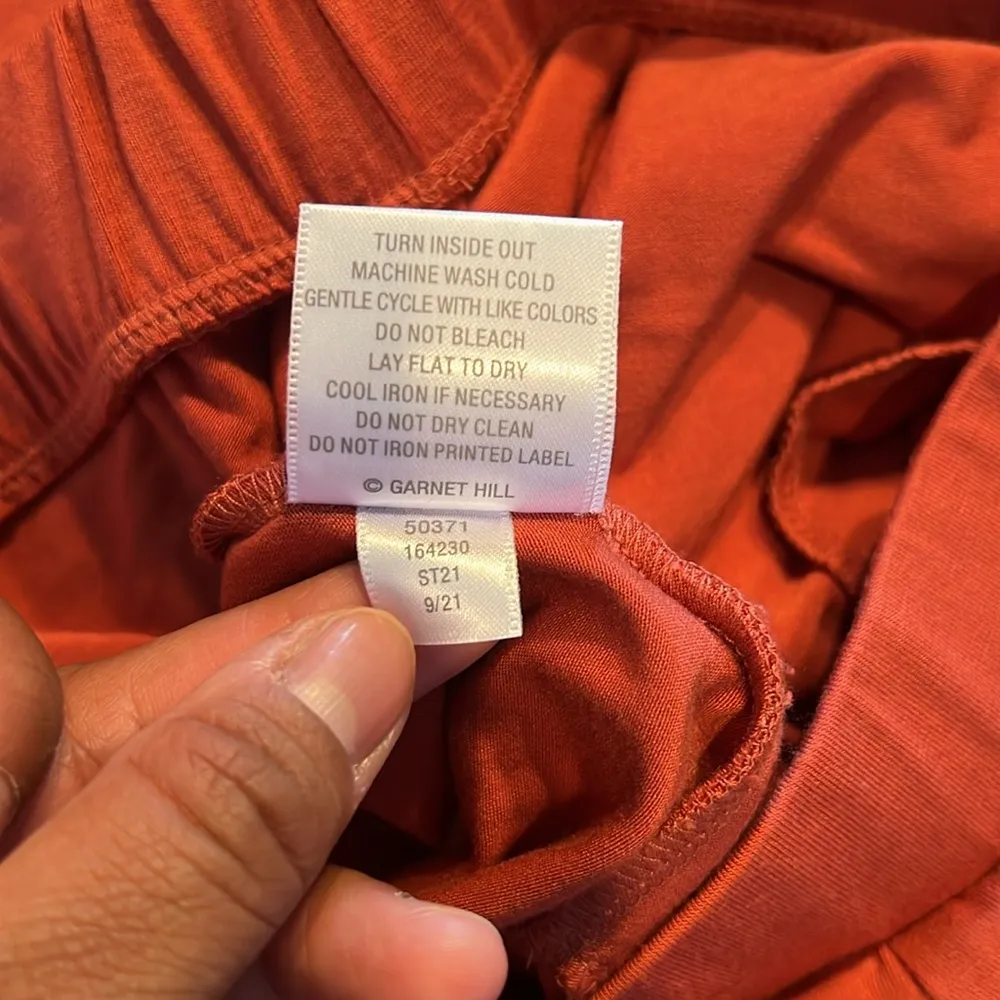 TURN INSIDE OUT
MACHINE WASH COLD
GENTLE CYCLE WITH LIKE COLORS
DO NOT BLEACH
LAY FLAT TO DRY
COOL IRON IF NECESSARY
DO NOT DRY CLEAN
DO NOT IRON PRINTED LABEL
© GARNET HILL
50371
164230
ST21
9/21